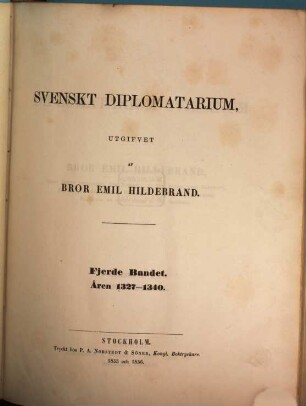 SVENSKT DIPLOMATARIUM,
UTGIFVET
AF
BROR EMIL HILDEBRAND.
Fjerde Bandet.
Åren 1327—1340.
STOCKHOLM.
Tryckt hos P. A. NORSTEDT & SÖNER, Kongl. Boktryckare.
1853 och 1856.